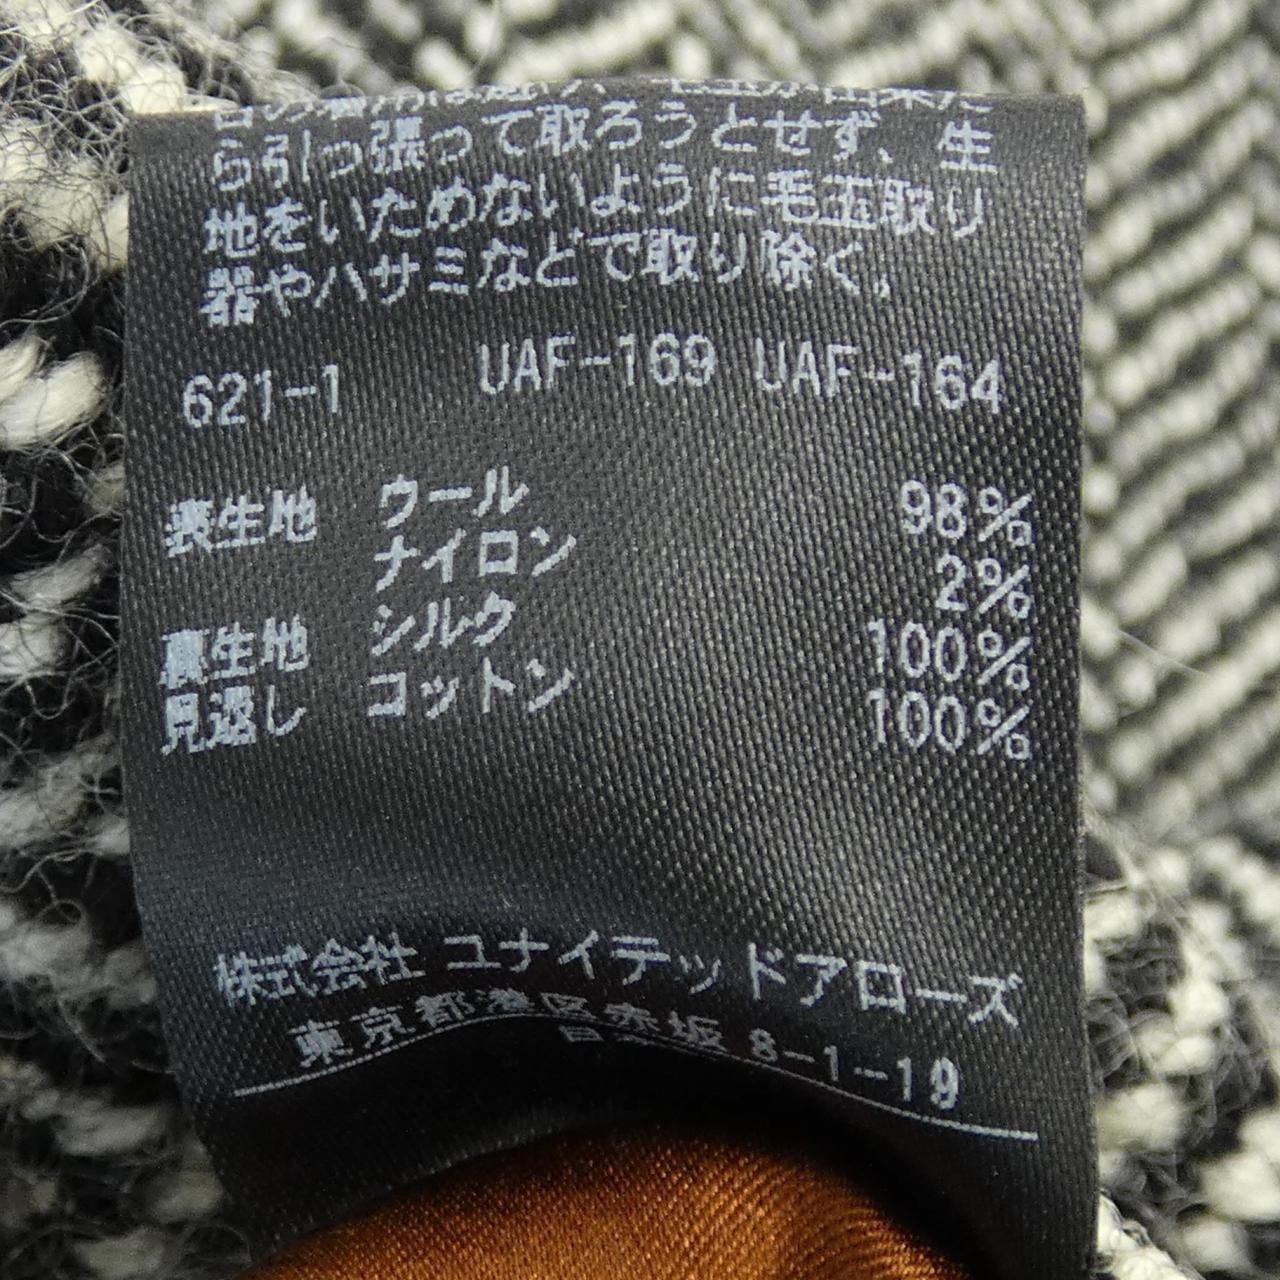 ら引っ張って取ろうとせず、生
地をいためないように毛玉取り
器やハサミなどで取り除く。
621-1 UAF-169 UAF-164
表生地 ウール 98%
ナイロン 2%
裏生地 シルク 100%
見返し コットン 100%
株式会社 ユナイテッドアローズ
東京都港区赤坂 8-1-19